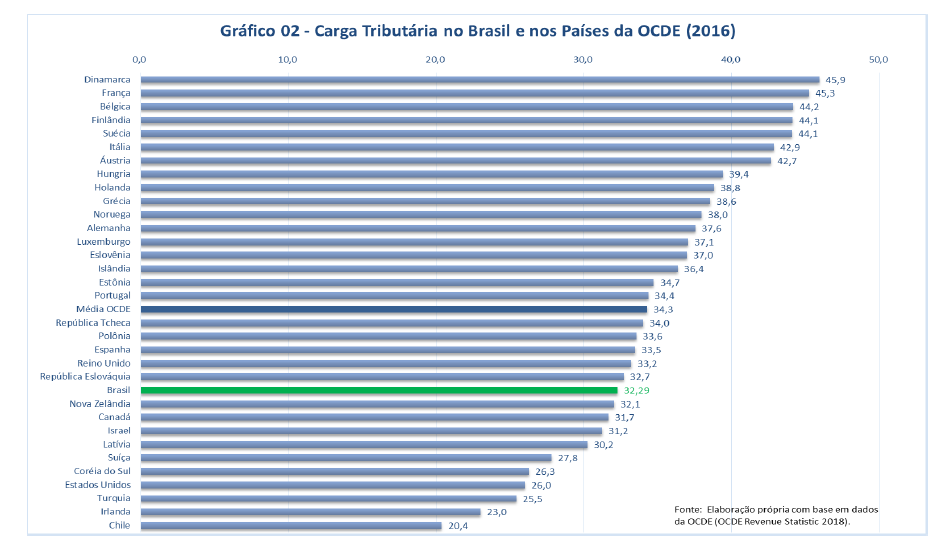 Gráfico 02 - Carga Tributária no Brasil e nos Países da OCDE (2016)
0,0 10,0 20,0 30,0 40,0 50,0
Dinamarca 45,9
França 45,3
Bélgica 44,2
Finlândia 44,1
Suécia 44,1
Itália 42,9
Áustria 42,7
Hungria 39,4
Holanda 38,8
Grécia 38,6
Noruega 38,0
Alemanha 37,6
Luxemburgo 37,1
Eslovênia 37,0
Islândia 36,4
Estônia 34,7
Portugal 34,4
Média OCDE 34,3
República Tcheca 34,0
Polônia 33,6
Espanha 33,5
Reino Unido 33,2
República Eslováquia 32,7
Brasil 32,29
Nova Zelândia 32,1
Canadá 31,7
Israel 31,2
Latívia 30,2
Suíça 27,8
Coréia do Sul 26,3
Estados Unidos 26,0
Turquia 25,5
Irlanda 23,0
Chile 20,4
Fonte: Elaboração própria com base em dados
da OCDE (OCDE Revenue Statistic 2018).